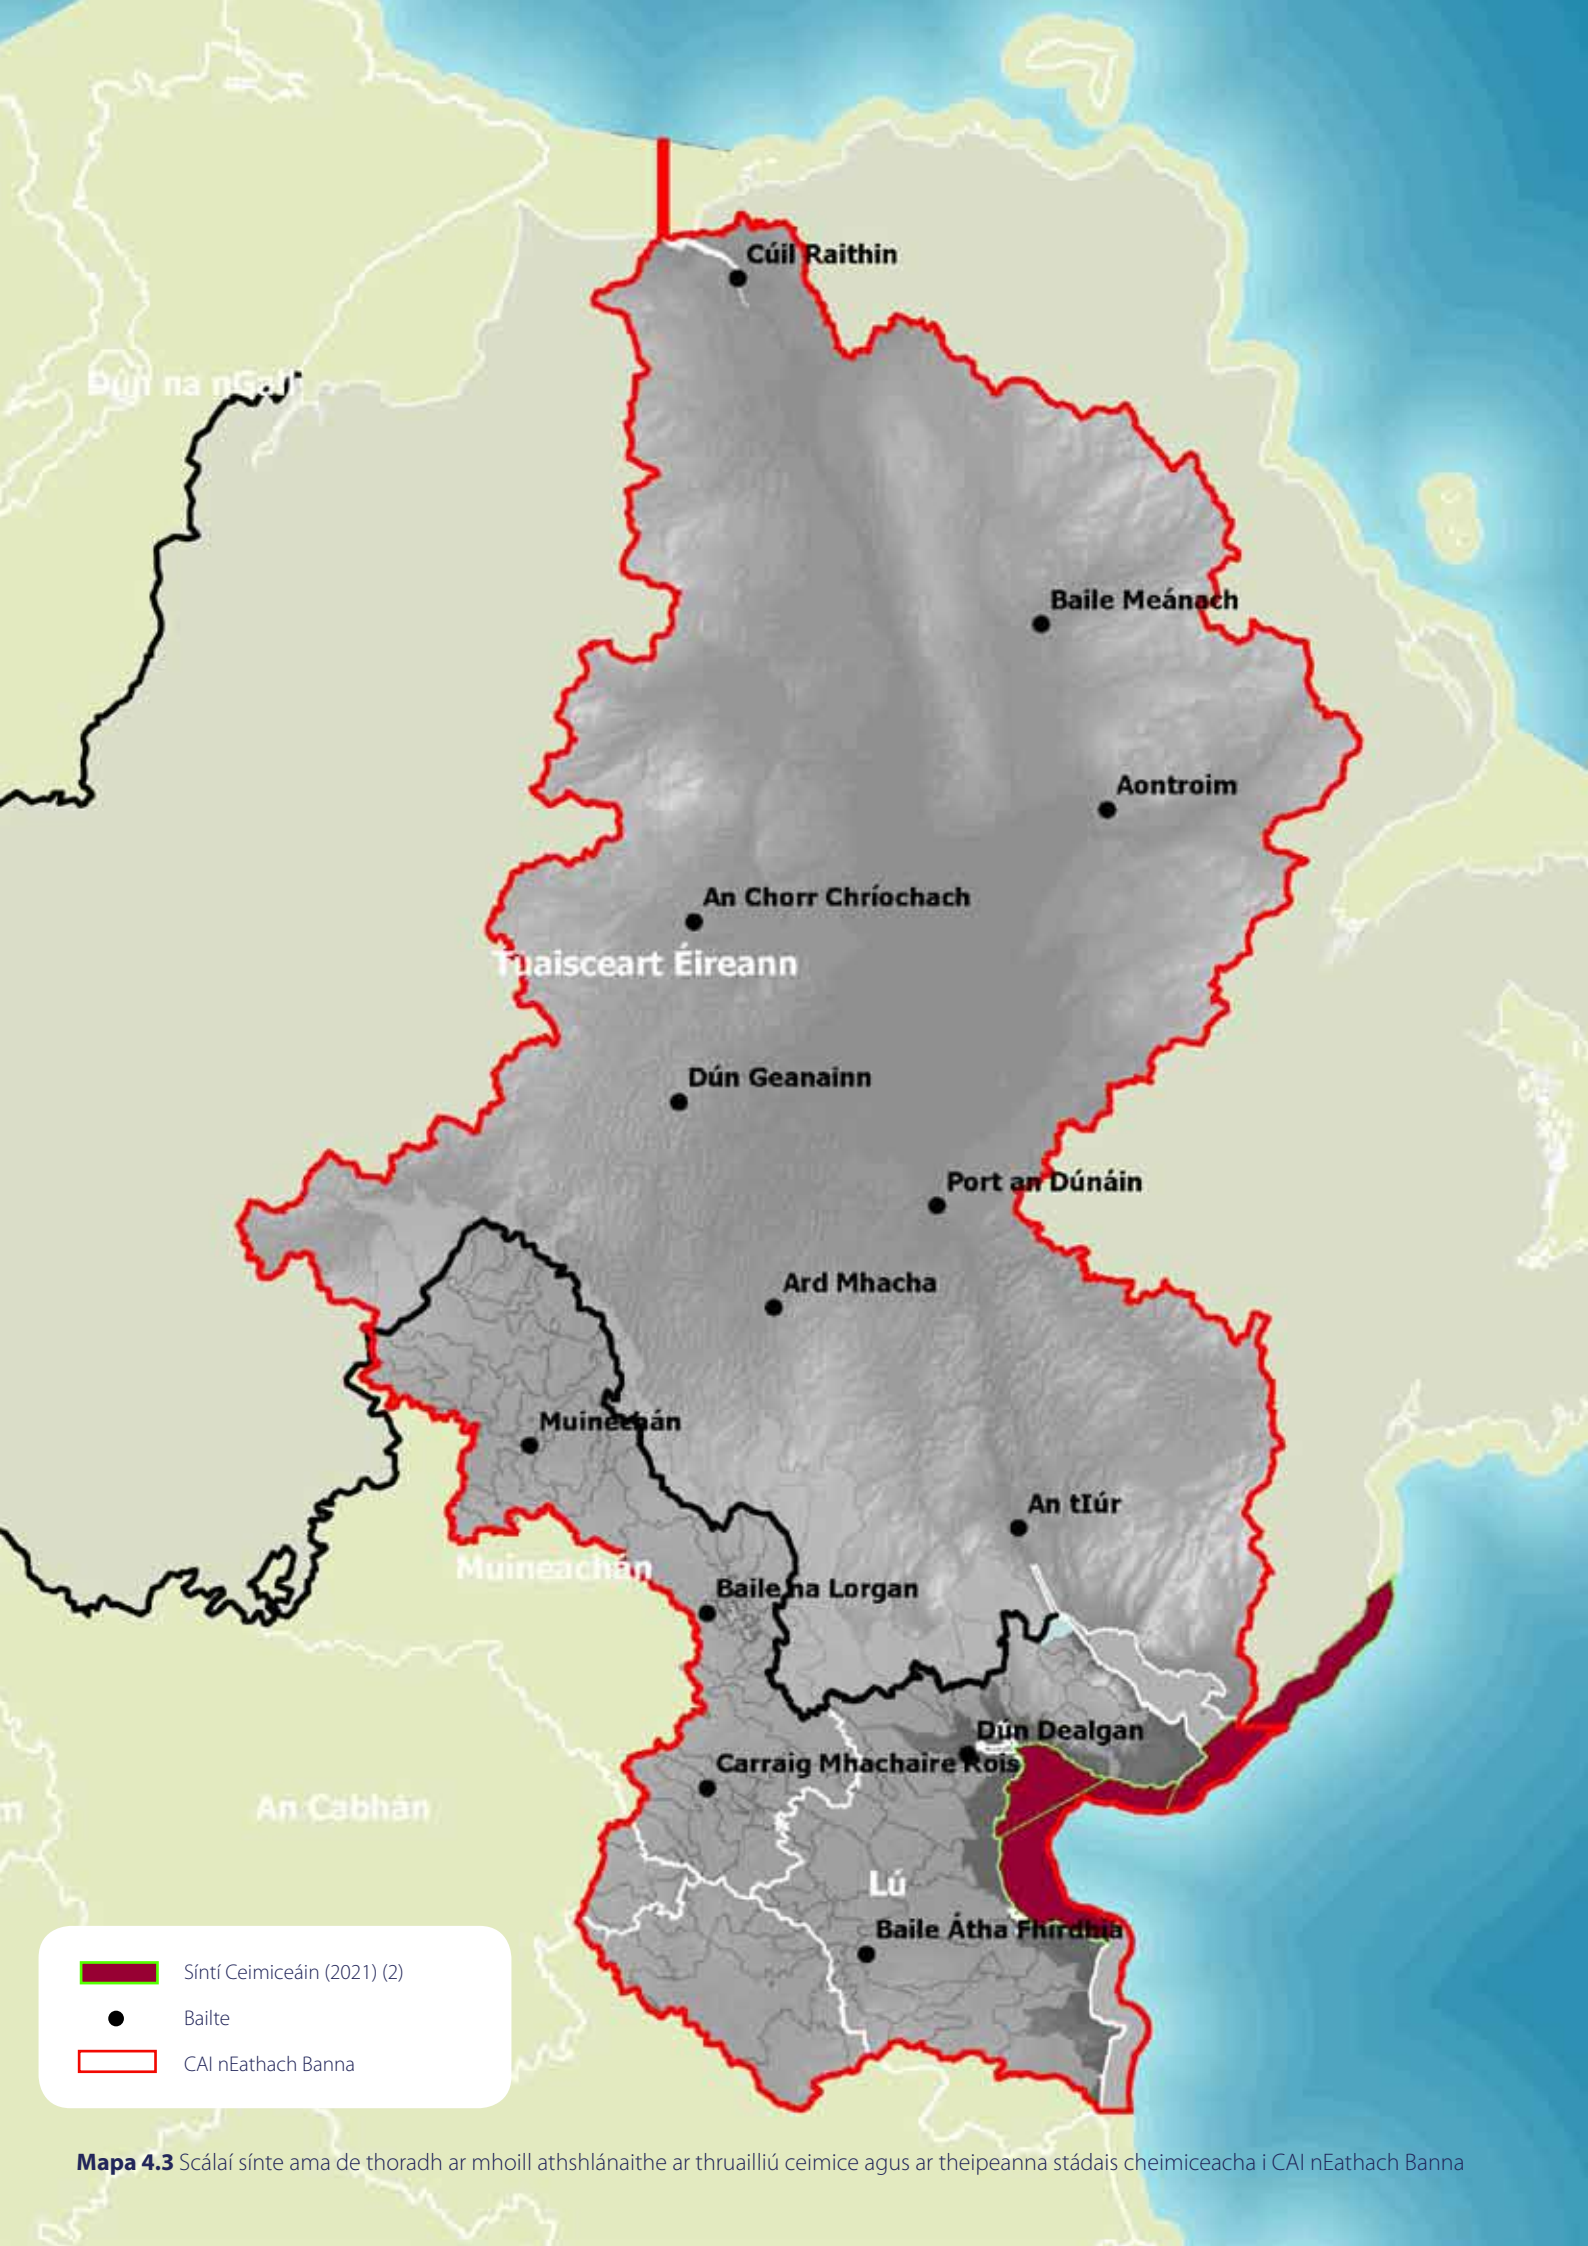 Cúil Raithin
Dún na nGall
Baile Meánach
Aontroim
An Chorr Chríochach
Tuaisceart Éireann
Dún Geanainn
Port an Dúnáin
Ard Mhacha
Muineachán
An tIúr
Muineachán
Baile na Lorgan
Dún Dealgan
Carraig Mhachaire Rois
An Cabhán
m
Lú
Baile Átha Fhirdhia
Síntí Ceimiceáin (2021) (2)
Bailte
CAI nEathach Banna
Mapa 4.3 Scálaí sínte ama de thoradh ar mhoill athshlánaithe ar thruailliú ceimice agus ar theipeanna stádais cheimiceacha i CAI nEathach Banna